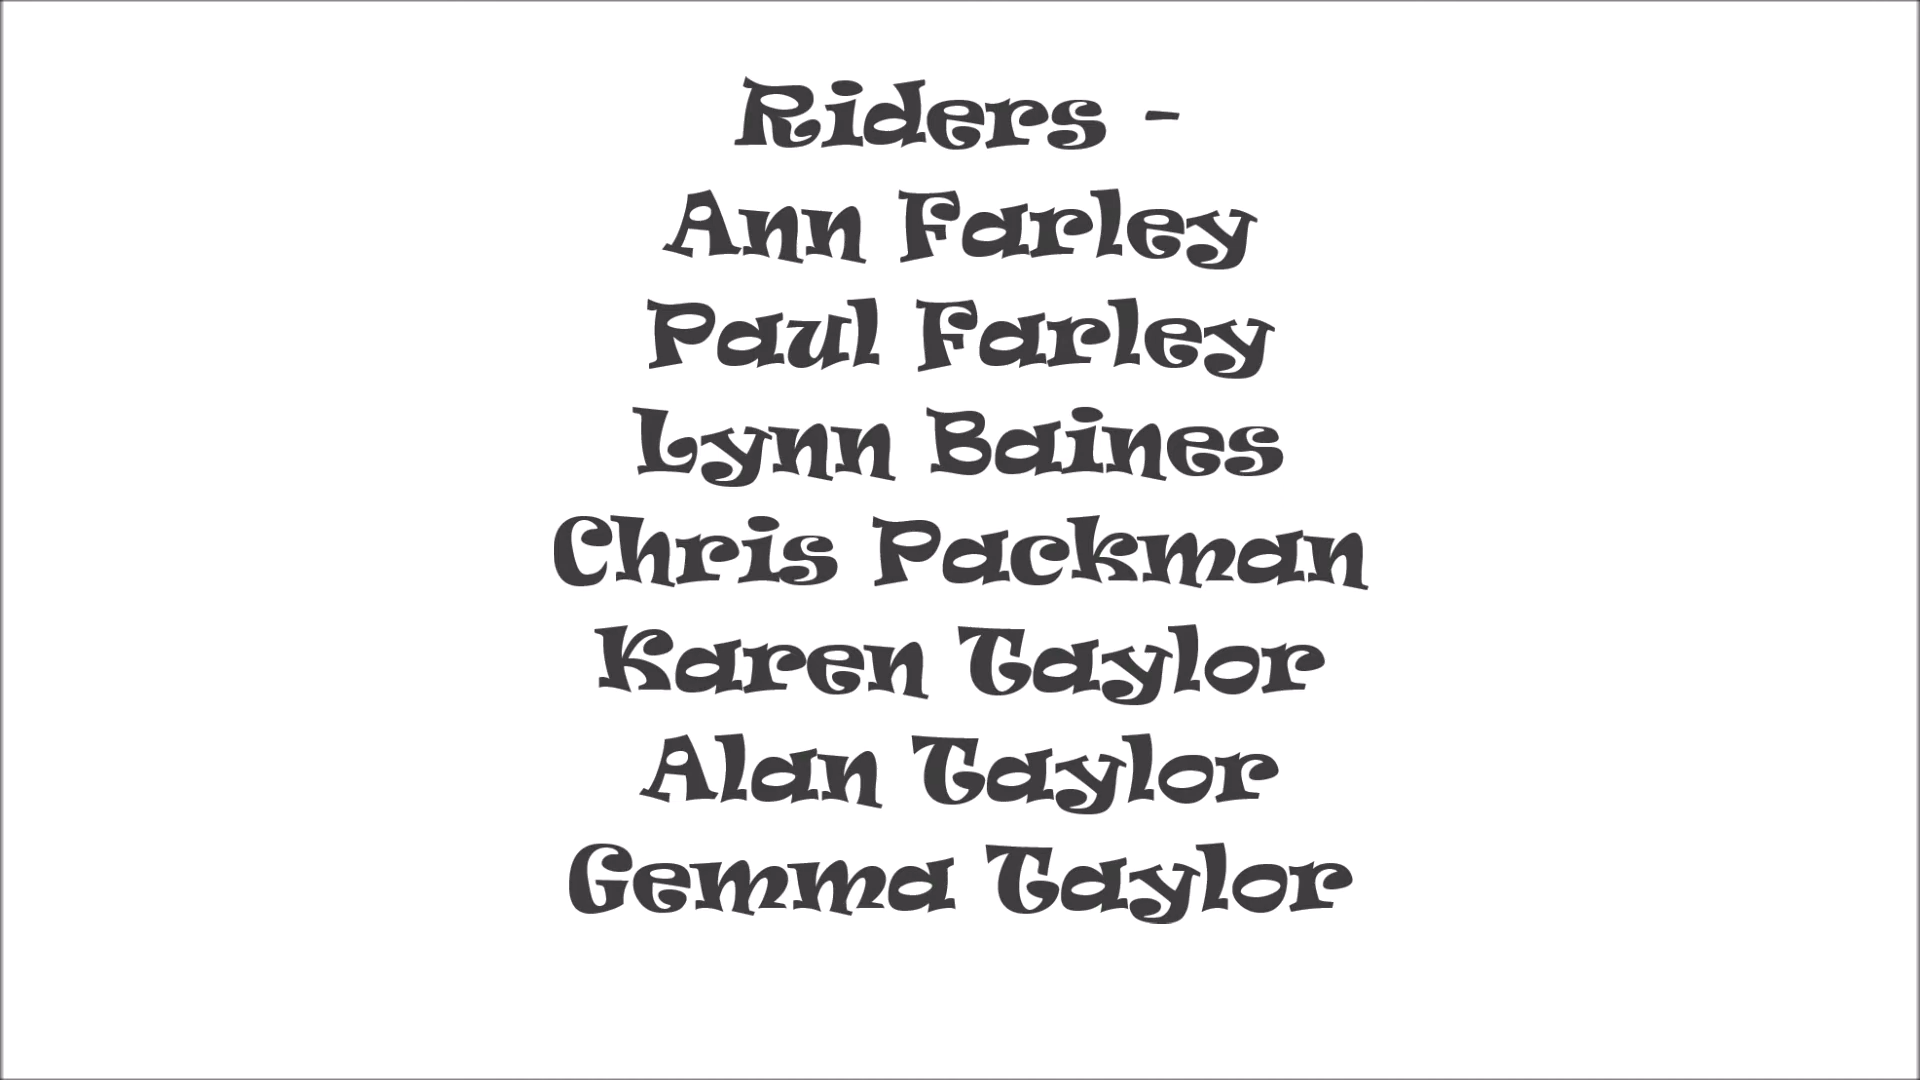 Riders -
Ann Farley
Paul Farley
Lynn Baines
Chris Packman
Karen Taylor
Alan Taylor
Gemma Taylor